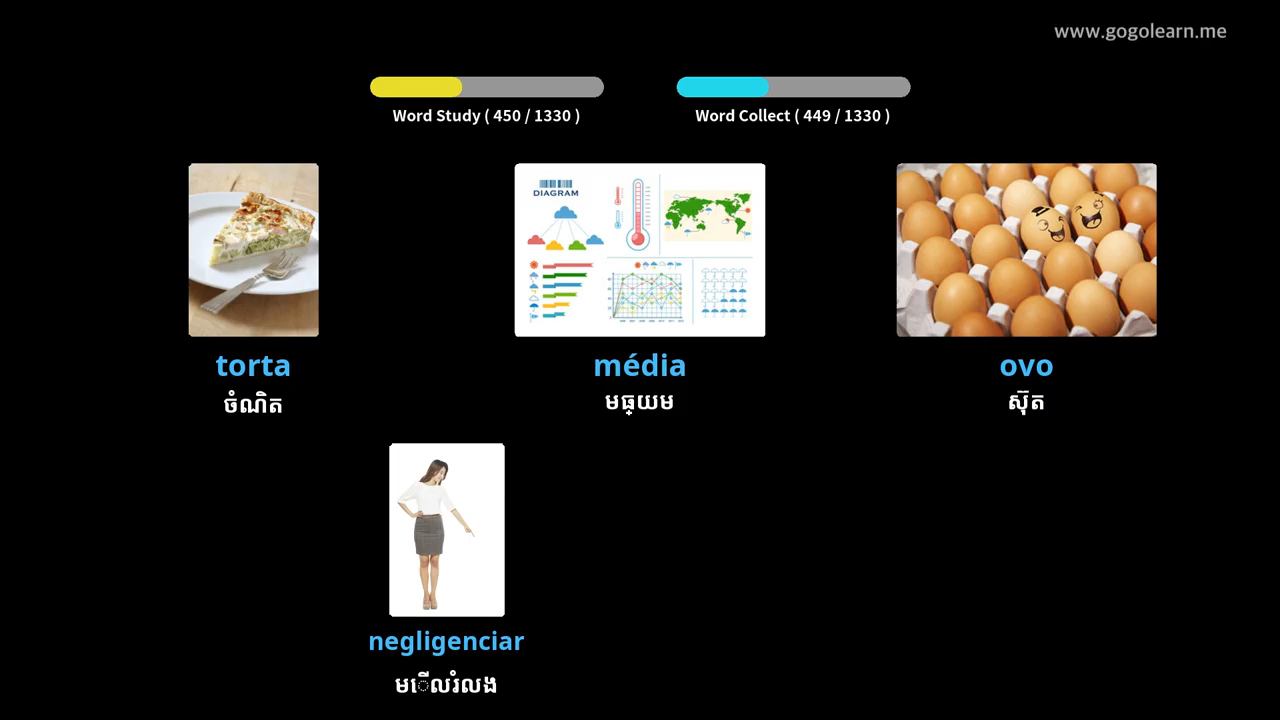 www.gogolearn.me
Word Study ( 450 / 1330 )
Word Collect ( 449 / 1330 )
DIAGRAM
torta
média
ovo
ចំណិត
មធ្យម
ស៊ុត
negligenciar
មើលរំលង